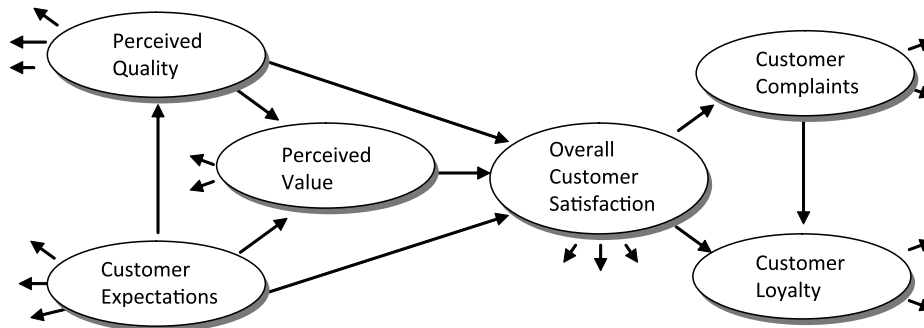 Perceived
Quality
Customer
Complaints
Perceived
Value
Overall
Customer
Satisfaction
Customer
Expectations
Customer
Loyalty